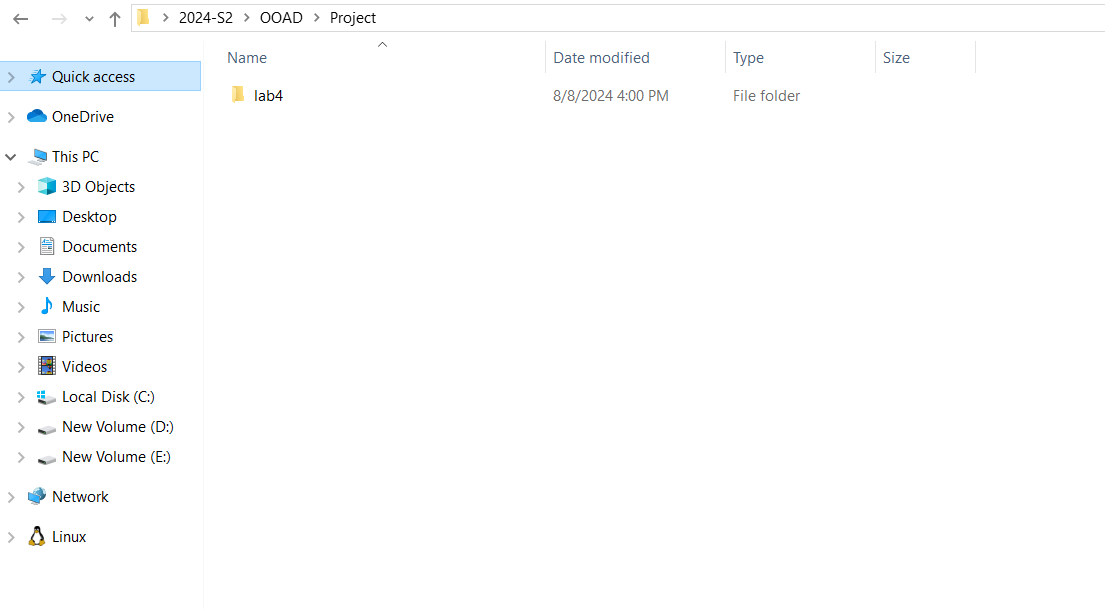 2024-S2 OOAD Project
Name Date modified Type Size
lab4 8/8/2024 4:00 PM File folder
Quick access
OneDrive
This PC
3D Objects
Desktop
Documents
Downloads
Music
Pictures
Videos
Local Disk (C:)
New Volume (D:)
New Volume (E:)
Network
Linux